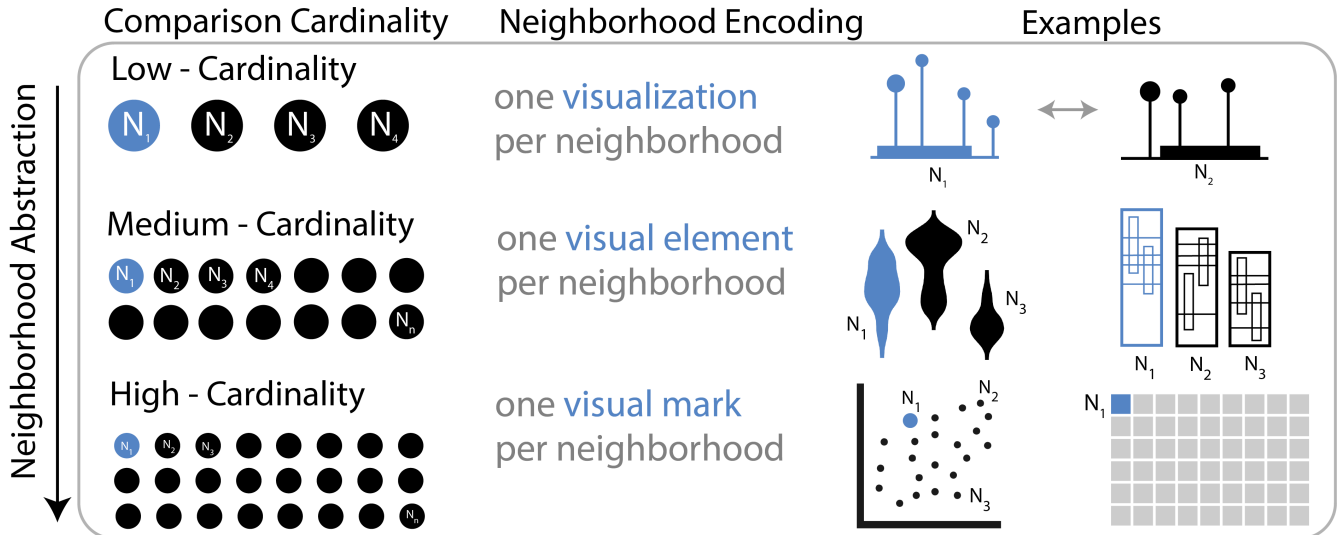 Comparison Cardinality
Neighborhood Encoding
Examples
Neighborhood Abstraction
Low - Cardinality
N1 N2 N3 N4
one visualization
per neighborhood
N1
N2
Medium - Cardinality
N1 N2 N3 N4
Nn
one visual element
per neighborhood
N1
N2
N3
N1 N2 N3
High - Cardinality
N1 N2 N3
Nn
one visual mark
per neighborhood
N1
N2
N3
N1